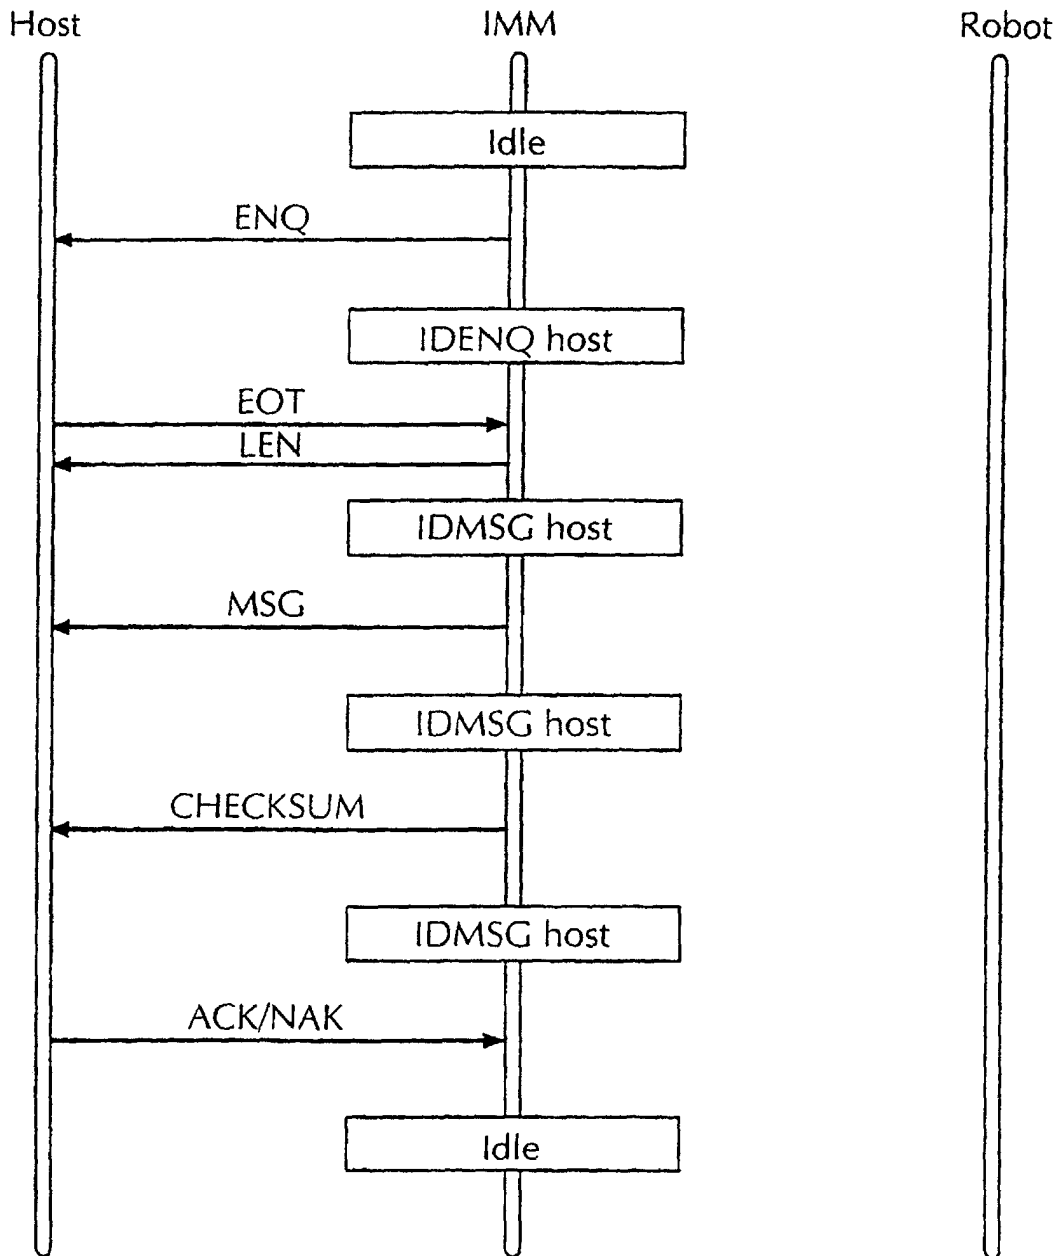 Host IMM Robot
Idle
ENQ
IDENQ host
EOT
LEN
IDMSG host
MSG
IDMSG host
CHECKSUM
IDMSG host
ACK/NAK
Idle